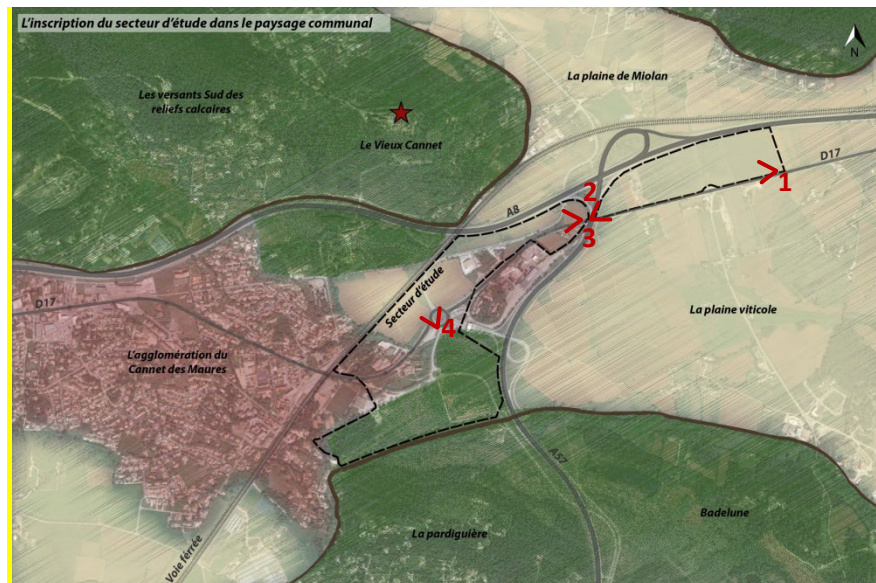 L'inscription du secteur d'étude dans le paysage communal
N
La plaine de Miolan
Les versants Sud des
reliefs calcaires
Le Vieux Cannet
D17
1
2
A8
3
Secteur d'étude
D17
4
La plaine viticole
L'agglomération du
Cannet des Maures
A57
Badelune
La pardiguière
Voie férrée